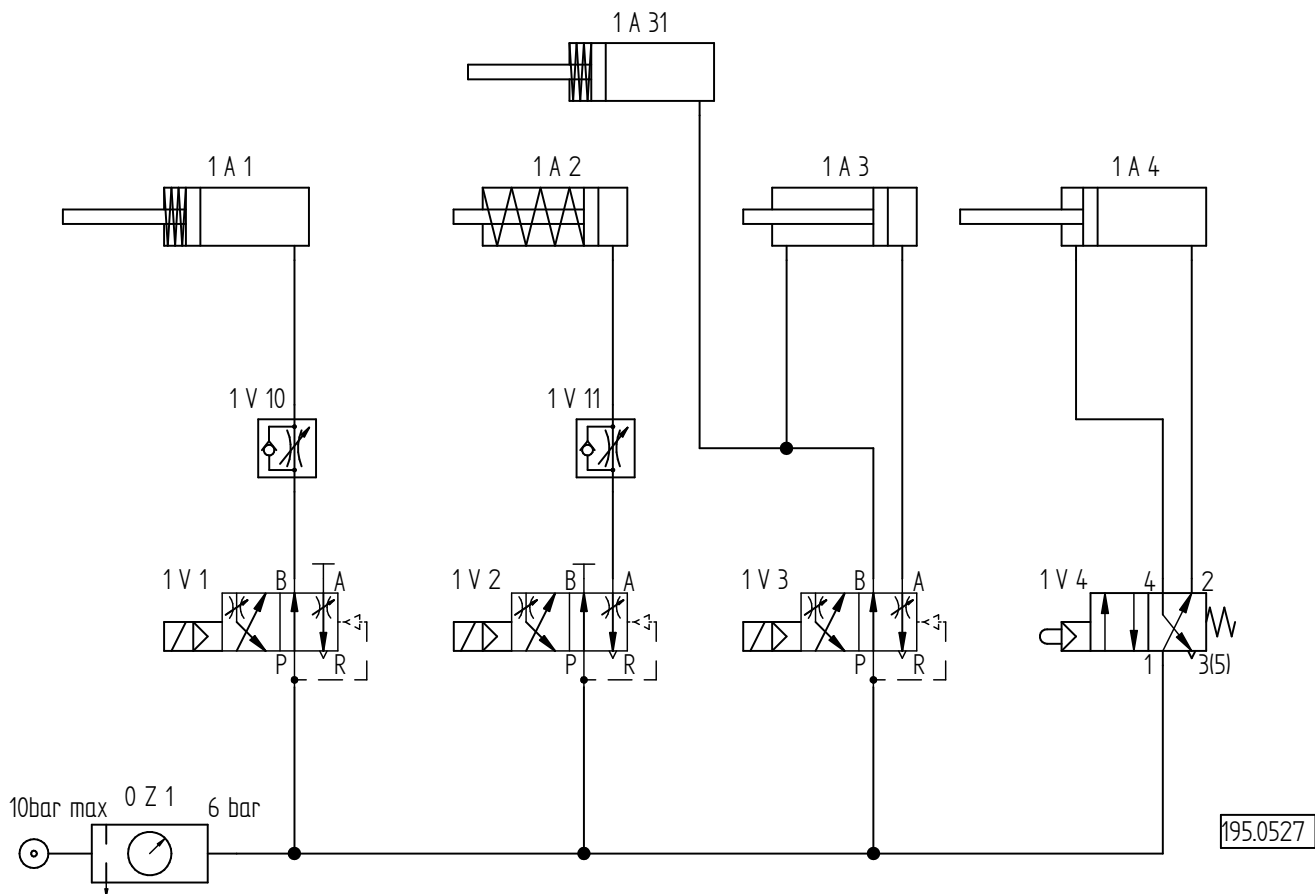 1 A 31
1 A 1
1 A 2
1 A 3
1 A 4
1 V 10
1 V 11
1 V 1
B
A
P
R
1 V 2
B
A
P
R
1 V 3
B
A
P
R
1 V 4
4
2
1
3(5)
10bar max
0 Z 1
6 bar
195.0527